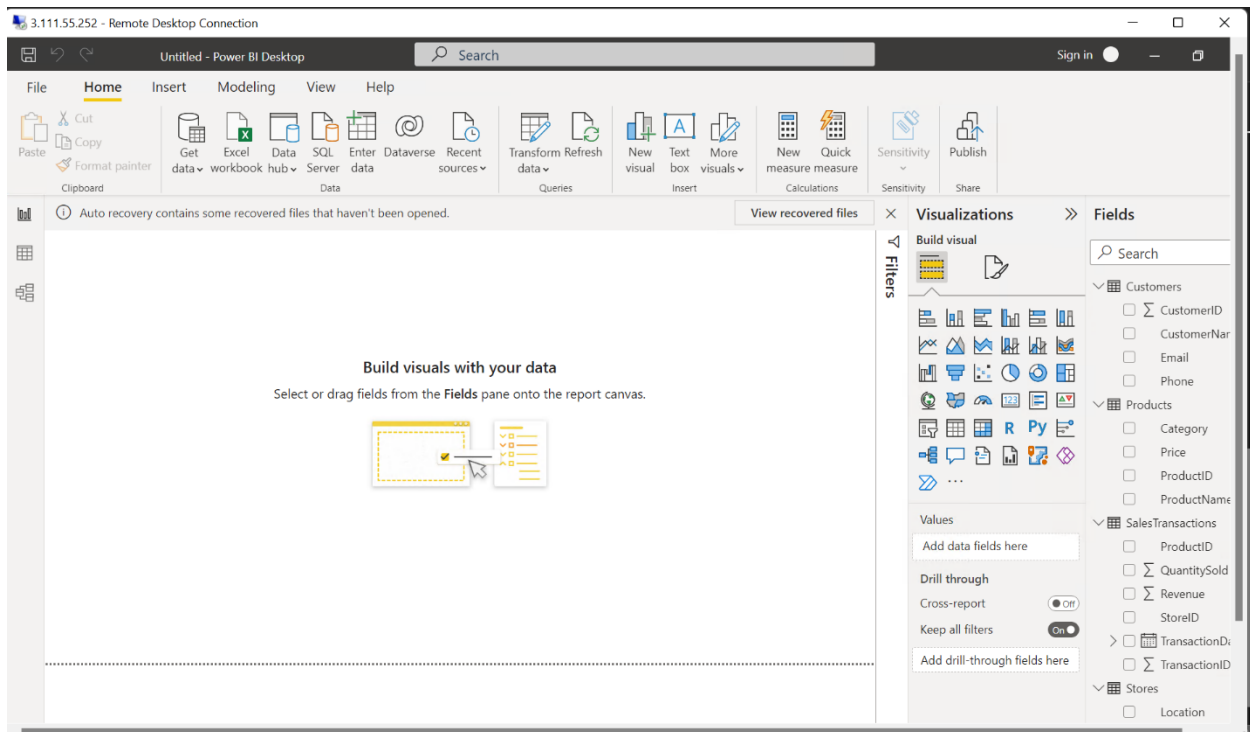 3.111.55.252 - Remote Desktop Connection
Untitled - Power BI Desktop
Search
Sign in
File Home Insert Modeling View Help
Paste
Cut
Copy
Format painter
Clipboard
Get data
Excel workbook
Data hub
SQL Server
Enter data
Dataverse
Recent sources
Data
Transform data
Refresh
Queries
New visual
Text box
More visuals
Insert
New measure
Quick measure
Calculations
Sensitivity
Sensitivity
Publish
Share
Auto recovery contains some recovered files that haven't been opened.
View recovered files
Build visuals with your data
Select or drag fields from the Fields pane onto the report canvas.
Filters
Visualizations
Build visual
123
R
Py
Values
Add data fields here
Drill through
Cross-report
Off
Keep all filters
On
Add drill-through fields here
Fields
Search
Customers
∑ CustomerID
CustomerNar
Email
Phone
Products
Category
Price
ProductID
ProductName
SalesTransactions
ProductID
∑ QuantitySold
∑ Revenue
StoreID
TransactionDa
∑ TransactionID
Stores
Location